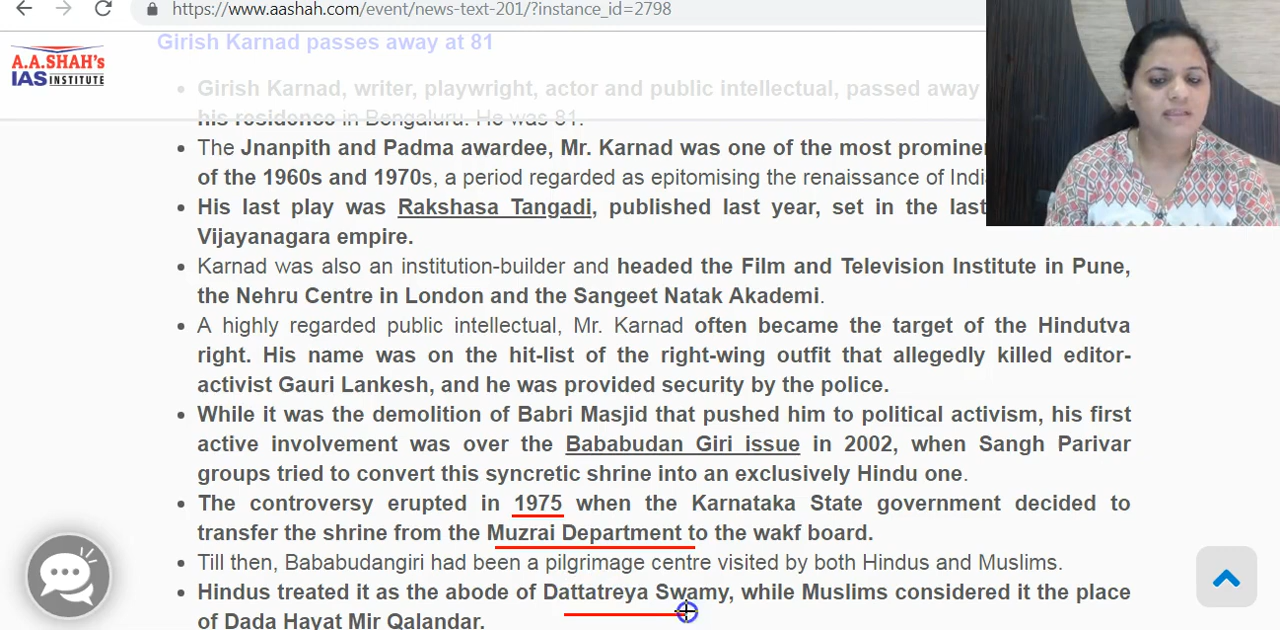 https://www.aashah.com/event/news-text-201/?instance_id=2798
Girish Karnad passes away at 81
A.A.SHAH's
IAS INSTITUTE
Girish Karnad, writer, playwright, actor and public intellectual, passed away
his residence in Bengaluru. He was 81.
The Jnanpith and Padma awardee, Mr. Karnad was one of the most prominen
of the 1960s and 1970s, a period regarded as epitomising the renaissance of Indi
His last play was Rakshasa Tangadi, published last year, set in the last
Vijayanagara empire.
Karnad was also an institution-builder and headed the Film and Television Institute in Pune,
the Nehru Centre in London and the Sangeet Natak Akademi.
A highly regarded public intellectual, Mr. Karnad often became the target of the Hindutva
right. His name was on the hit-list of the right-wing outfit that allegedly killed editor-
activist Gauri Lankesh, and he was provided security by the police.
While it was the demolition of Babri Masjid that pushed him to political activism, his first
active involvement was over the Bababudan Giri issue in 2002, when Sangh Parivar
groups tried to convert this syncretic shrine into an exclusively Hindu one.
The controversy erupted in 1975 when the Karnataka State government decided to
transfer the shrine from the Muzrai Department to the wakf board.
Till then, Bababudangiri had been a pilgrimage centre visited by both Hindus and Muslims.
Hindus treated it as the abode of Dattatreya Swamy, while Muslims considered it the place
of Dada Hayat Mir Qalandar.